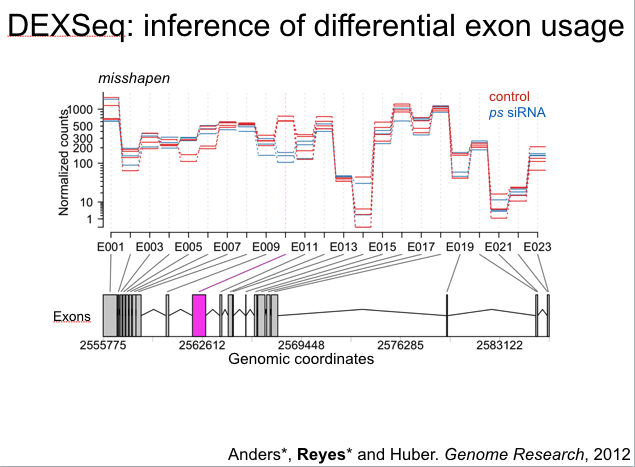 DEXSeq: inference of differential exon usage
misshapen
control
ps siRNA
Normalized counts
1000
500
300
200
100
10
1
E001 E003 E005 E007 E009 E011 E013 E015 E017 E019 E021 E023
Exons
2555775 2562612 2569448 2576285 2583122
Genomic coordinates
Anders*, Reyes* and Huber. Genome Research, 2012